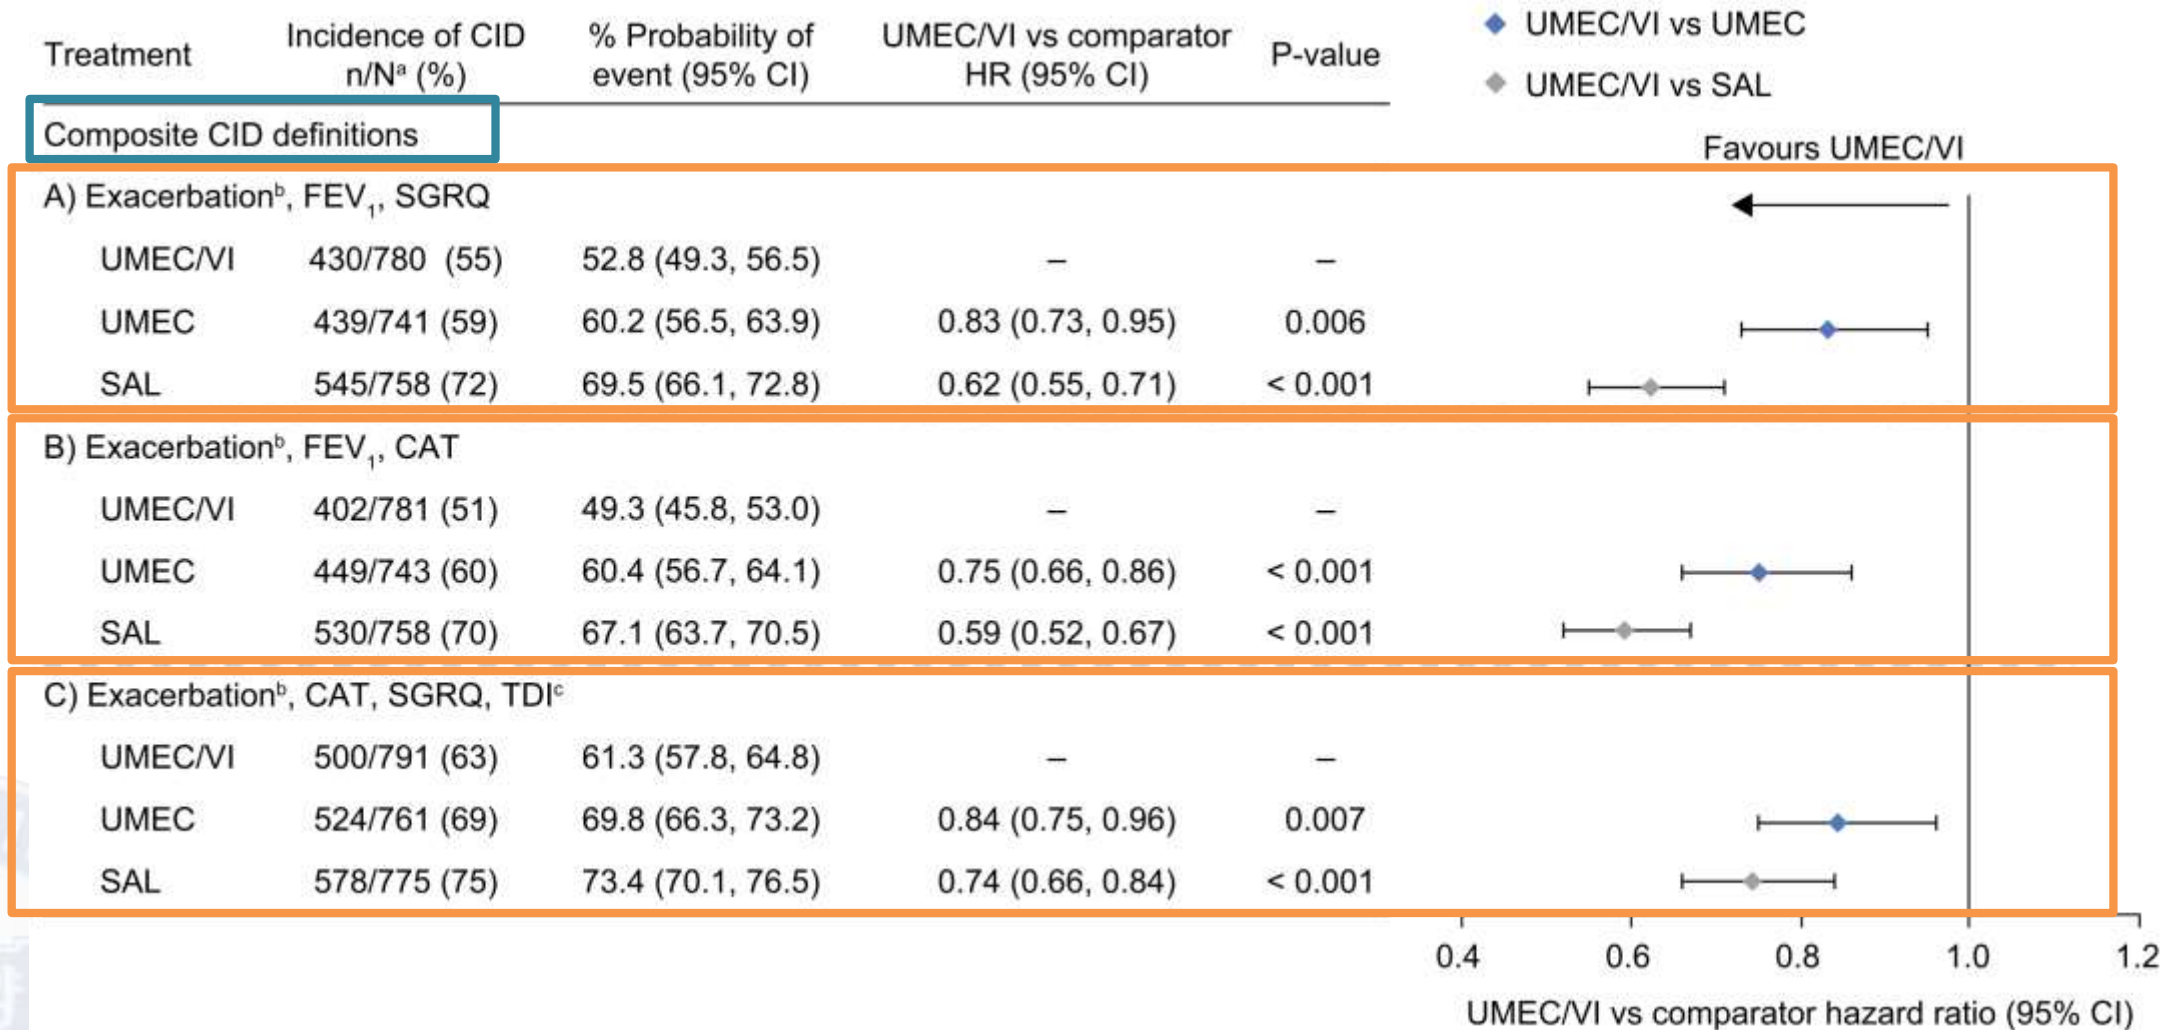 Treatment Incidence of CID n/Nᵃ (%) % Probability of event (95% CI) UMEC/VI vs comparator HR (95% CI) P-value
UMEC/VI vs UMEC
UMEC/VI vs SAL
Composite CID definitions
Favours UMEC/VI
A) Exacerbationᵇ, FEV₁, SGRQ
UMEC/VI 430/780 (55) 52.8 (49.3, 56.5) – –
UMEC 439/741 (59) 60.2 (56.5, 63.9) 0.83 (0.73, 0.95) 0.006
SAL 545/758 (72) 69.5 (66.1, 72.8) 0.62 (0.55, 0.71) < 0.001
B) Exacerbationᵇ, FEV₁, CAT
UMEC/VI 402/781 (51) 49.3 (45.8, 53.0) – –
UMEC 449/743 (60) 60.4 (56.7, 64.1) 0.75 (0.66, 0.86) < 0.001
SAL 530/758 (70) 67.1 (63.7, 70.5) 0.59 (0.52, 0.67) < 0.001
C) Exacerbationᵇ, CAT, SGRQ, TDIᶜ
UMEC/VI 500/791 (63) 61.3 (57.8, 64.8) – –
UMEC 524/761 (69) 69.8 (66.3, 73.2) 0.84 (0.75, 0.96) 0.007
SAL 578/775 (75) 73.4 (70.1, 76.5) 0.74 (0.66, 0.84) < 0.001
0.4 0.6 0.8 1.0 1.2
UMEC/VI vs comparator hazard ratio (95% CI)